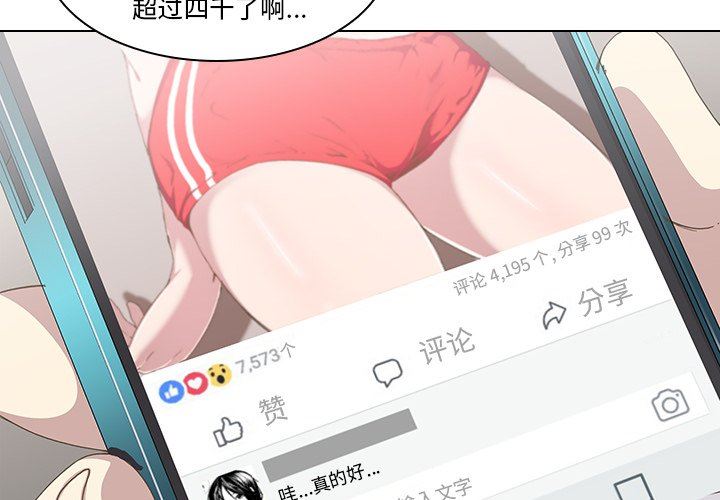 超过四千了啊...
评论 4,195 个, 分享 99 次
7,573个
赞
评论
分享
哇...真的好...
输入文字